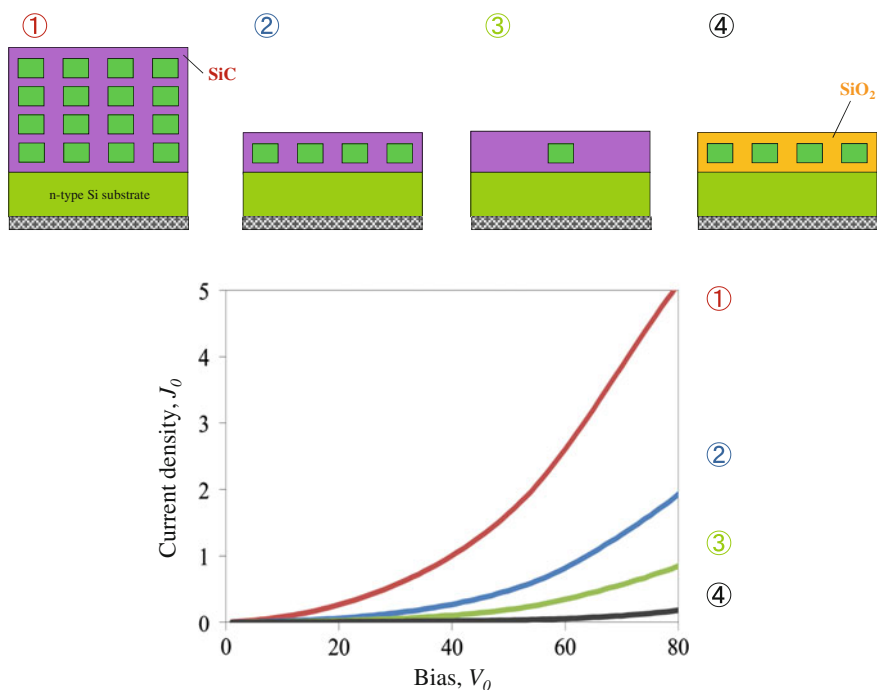 ① ② ③ ④
SiC
SiO2
n-type Si substrate
5
4
3
2
1
0
Current density, J0
0 20 40 60 80
Bias, V0
①
②
③
④